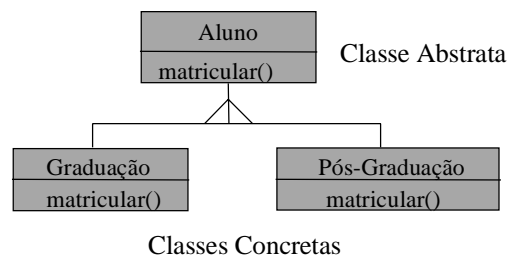 Aluno
matricular()
Classe Abstrata
Graduação
matricular()
Pós-Graduação
matricular()
Classes Concretas